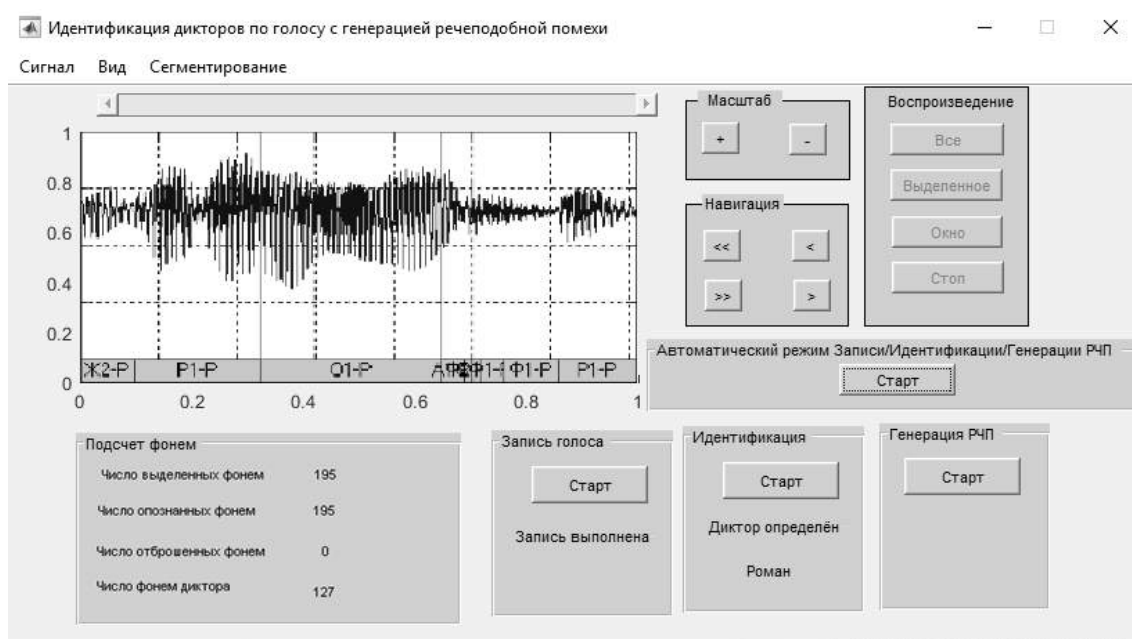 Идентификация дикторов по голосу с генерацией речеподобной помехи
Сигнал Вид Сегментирование
Масштаб
+ -
Навигация
<< <
>> >
Воспроизведение
Все
Выделенное
Окно
Стоп
1
0.8
0.6
0.4
0.2
0
Ж2-Р Р1-Р О1-Р Ф1-Р Р1-Р
0 0.2 0.4 0.6 0.8 1
Автоматический режим Записи/Идентификации/Генерации РЧП
Старт
Подсчет фонем
Число выделенных фонем 195
Число опознанных фонем 195
Число отброшенных фонем 0
Число фонем диктора 127
Запись голоса
Старт
Запись выполнена
Идентификация
Старт
Диктор определён
Роман
Генерация РЧП
Старт